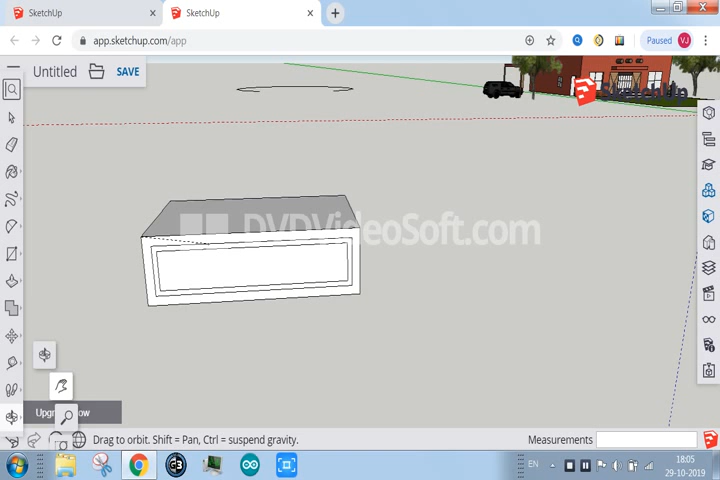 SketchUp
SketchUp
app.sketchup.com/app
Paused
VJ
Untitled
SAVE
SketchUp
DVDVideoSoft.com
Drag to orbit. Shift = Pan, Ctrl = suspend gravity.
Measurements
EN
18:05
29-10-2019